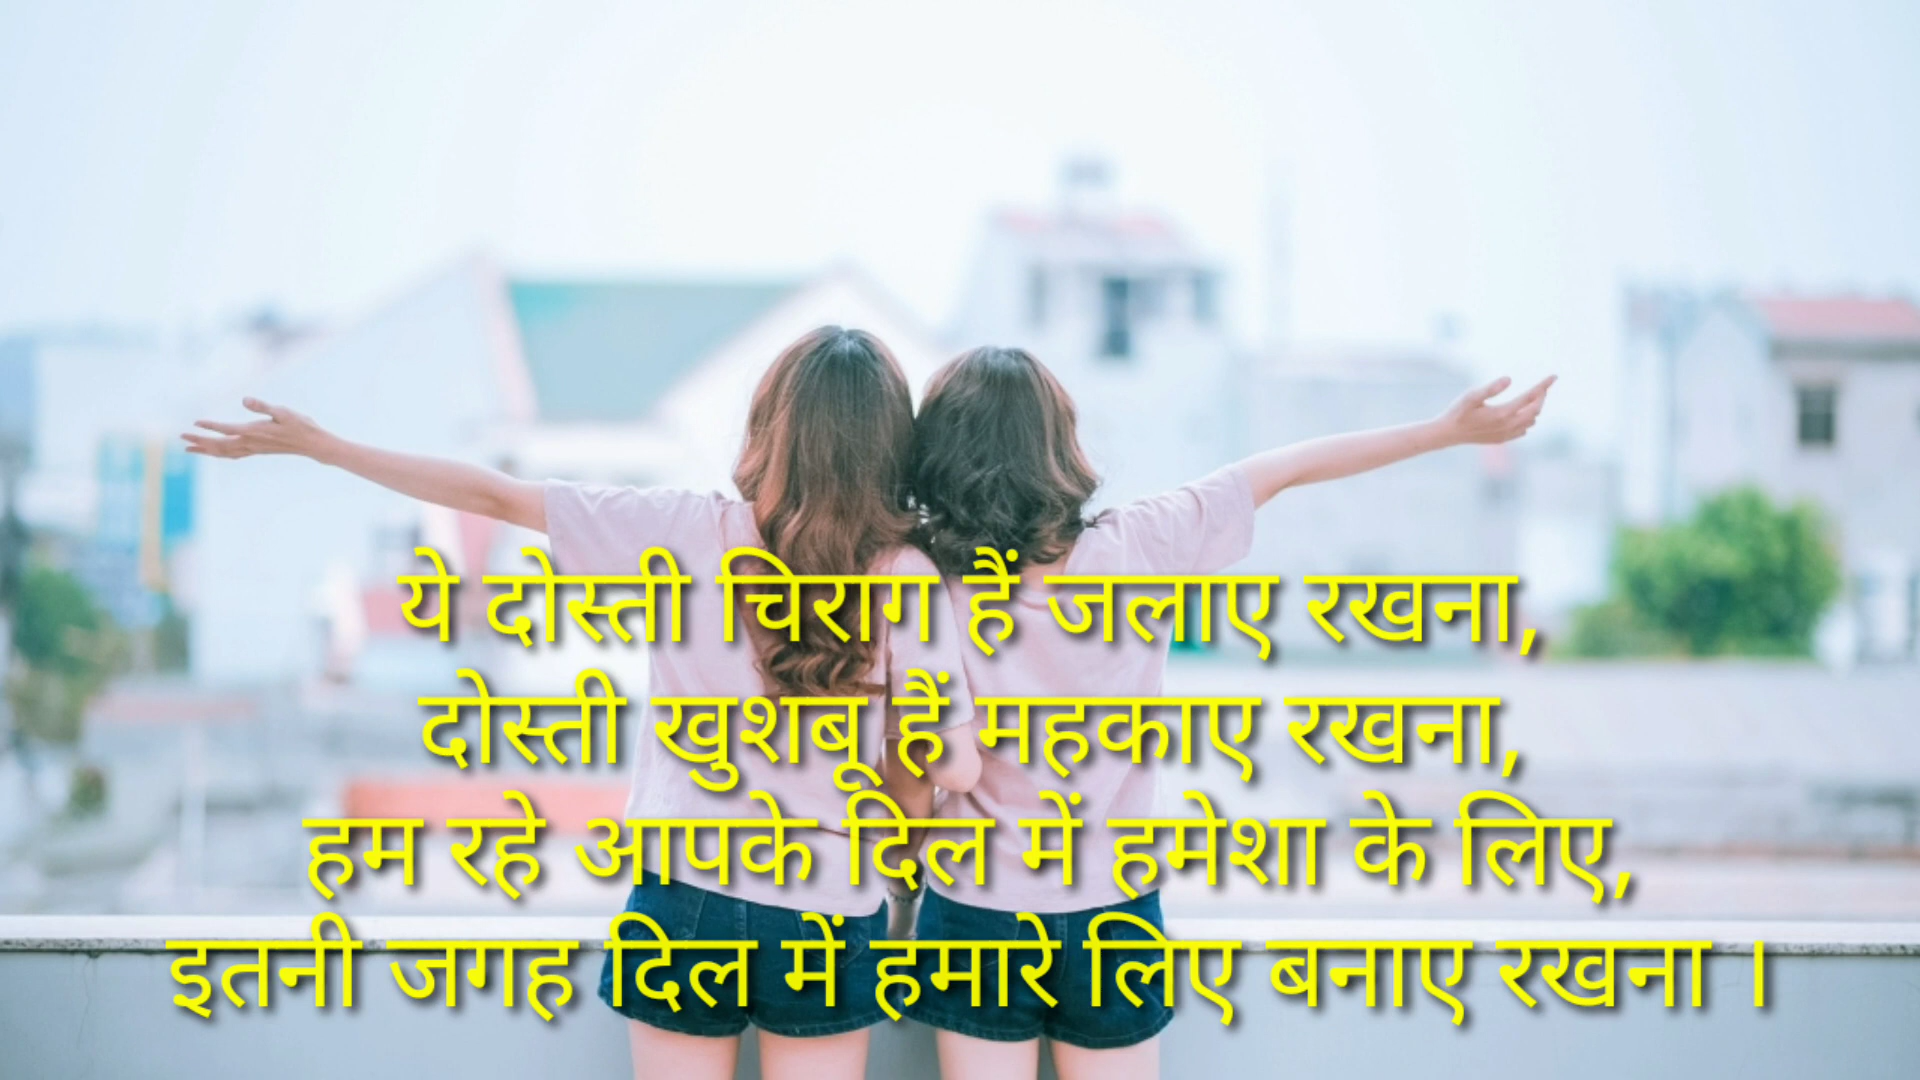 ये दोस्ती चिराग हैं जलाए रखना,
दोस्ती खुशबू हैं महकाए रखना,
हम रहे आपके दिल में हमेशा के लिए,
इतनी जगह दिल में हमारे लिए बनाए रखना ।